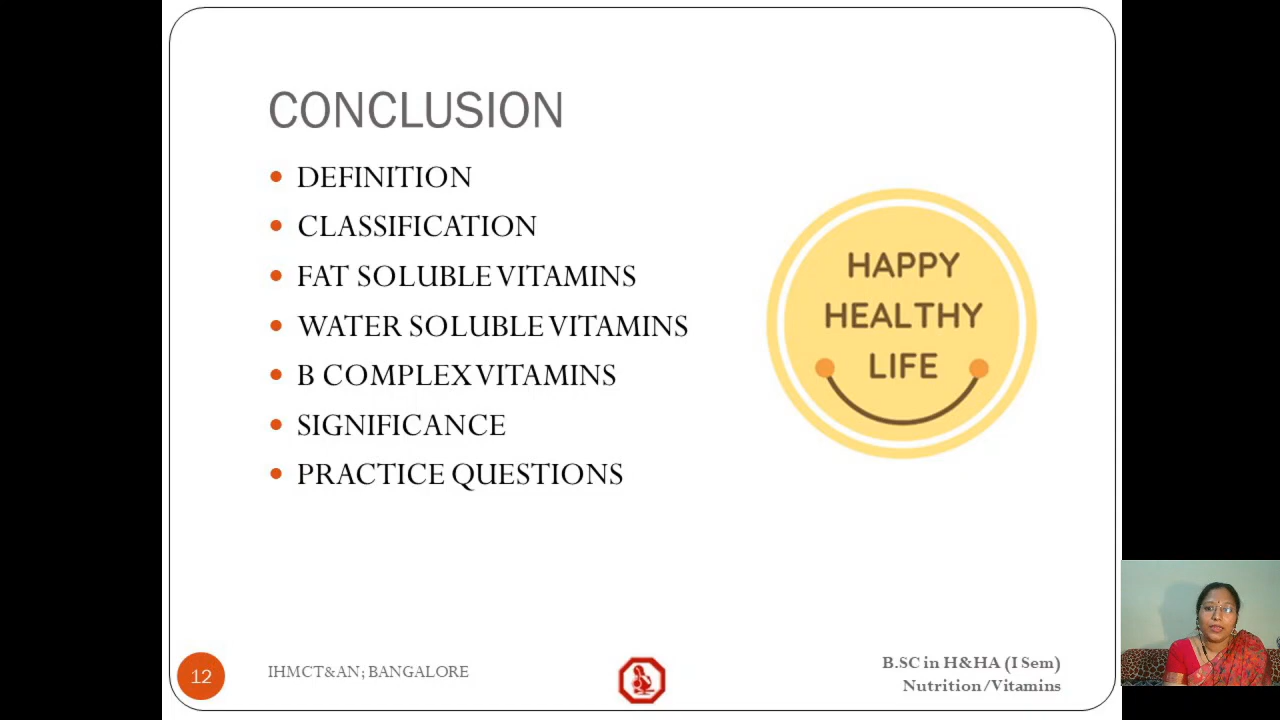 CONCLUSION
DEFINITION
CLASSIFICATION
FAT SOLUBLE VITAMINS
WATER SOLUBLE VITAMINS
B COMPLEX VITAMINS
SIGNIFICANCE
PRACTICE QUESTIONS
HAPPY
HEALTHY
LIFE
12
IHMCT&AN; BANGALORE
B.SC in H&HA (I Sem)
Nutrition/Vitamins